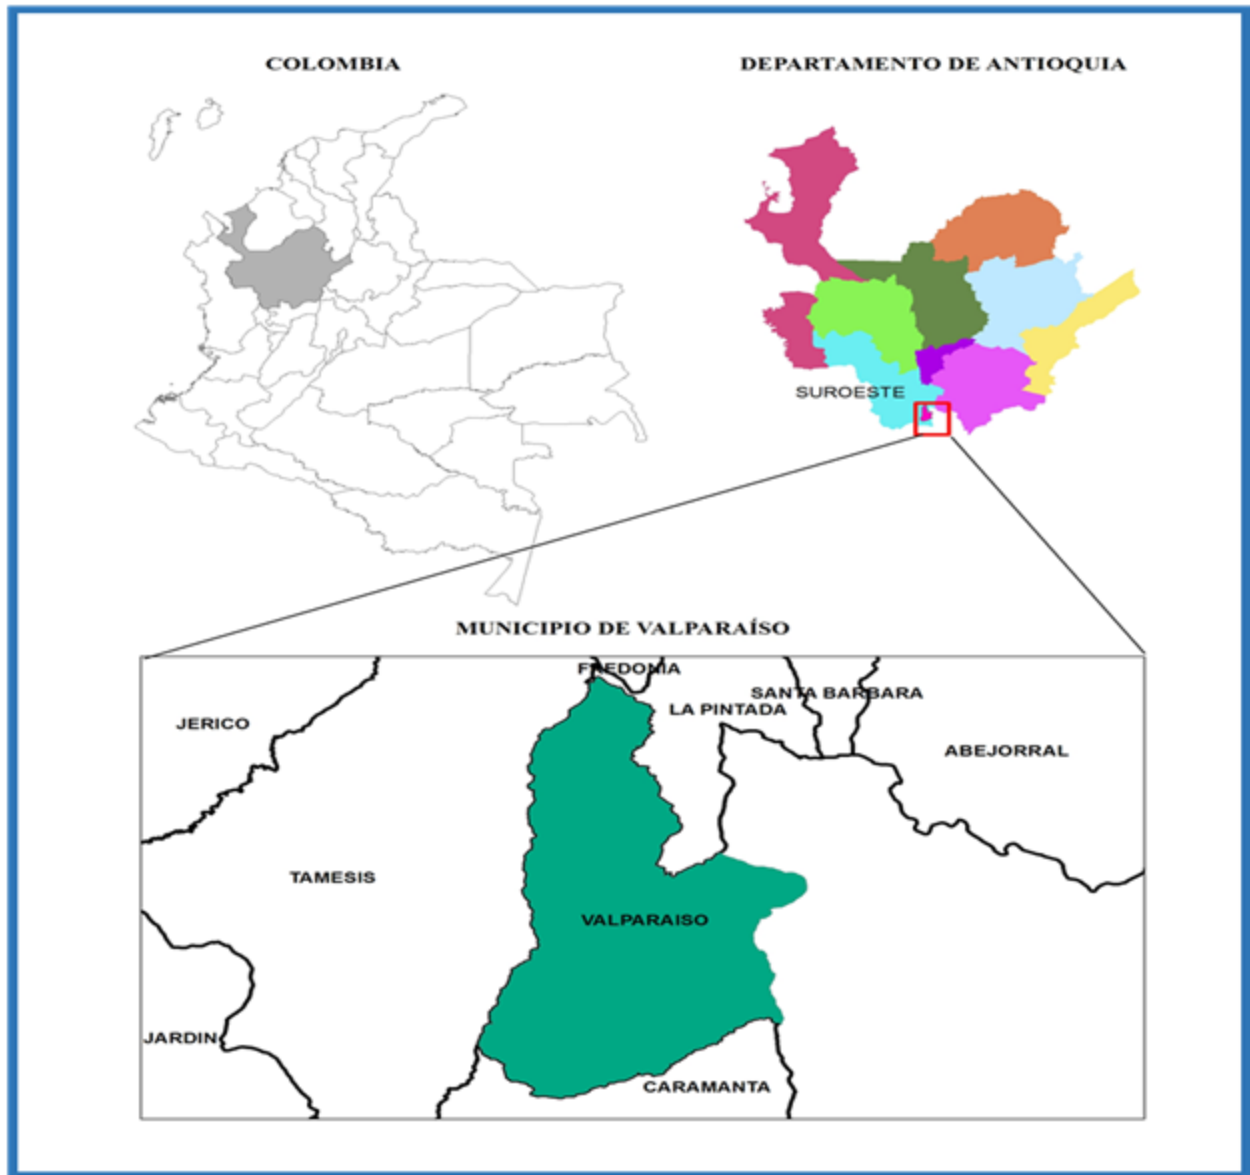 COLOMBIA
DEPARTAMENTO DE ANTIOQUIA
SUROESTE
MUNICIPIO DE VALPARAÍSO
FREDONIA
SANTA BARBARA
LA PINTADA
JERICO
ABEJORRAL
TAMESIS
VALPARAISO
JARDIN
CARAMANTA